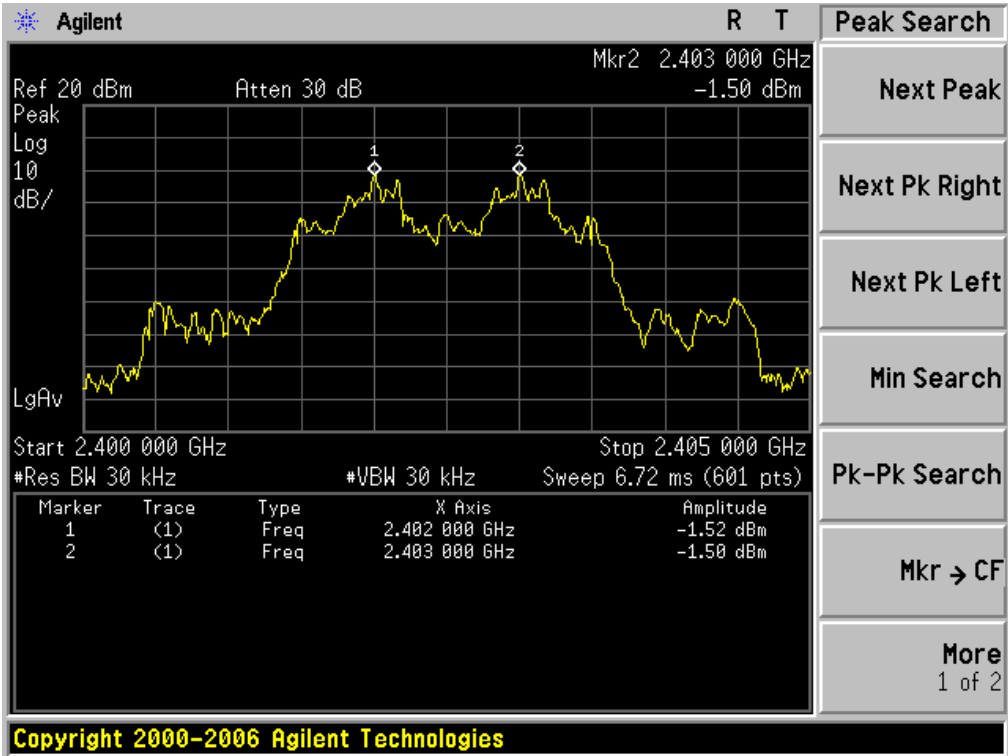 Agilent R T Peak Search
Mkr2 2.403 000 GHz
Ref 20 dBm Atten 30 dB -1.50 dBm
Peak
Log
10
dB/
1 2
LgAv
Start 2.400 000 GHz Stop 2.405 000 GHz
#Res BW 30 kHz #VBW 30 kHz Sweep 6.72 ms (601 pts)
Marker Trace Type X Axis Amplitude
1 (1) Freq 2.402 000 GHz -1.52 dBm
2 (1) Freq 2.403 000 GHz -1.50 dBm
Next Peak
Next Pk Right
Next Pk Left
Min Search
Pk-Pk Search
Mkr → CF
More
1 of 2
Copyright 2000-2006 Agilent Technologies